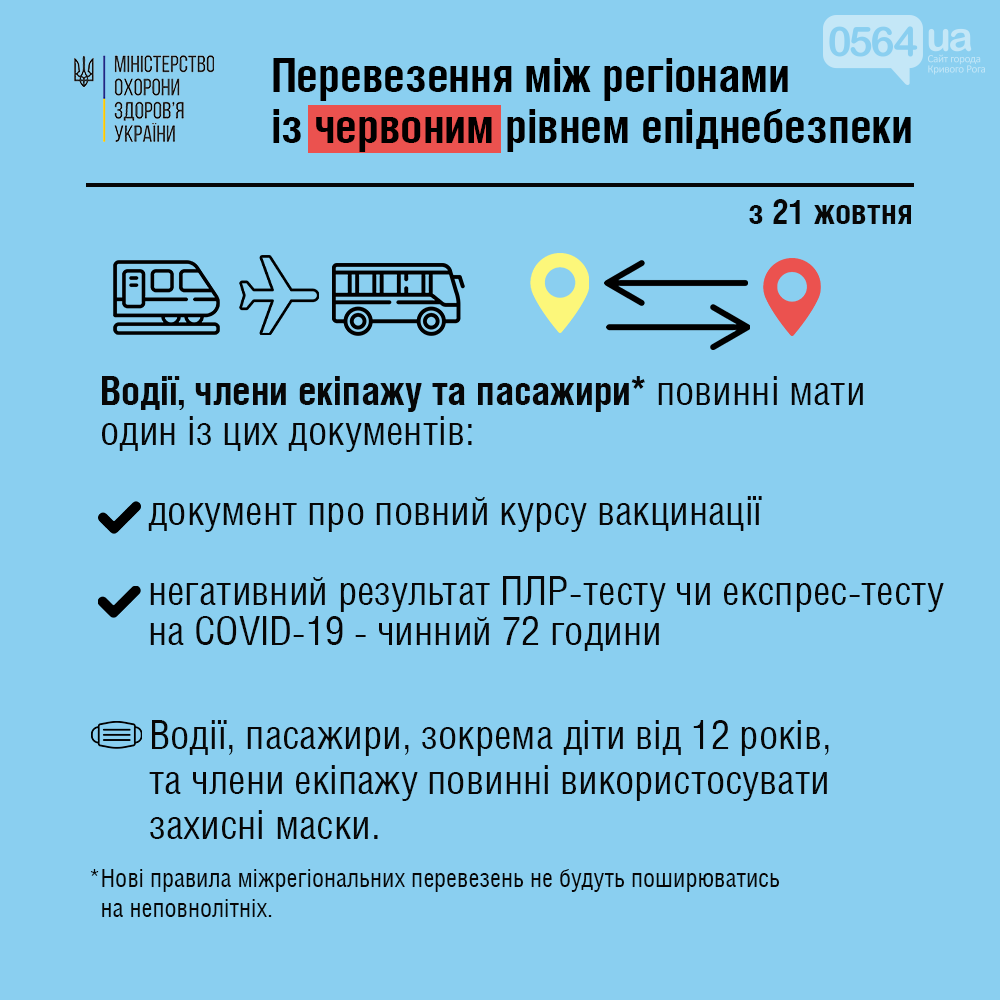 0564.ua
Сайт города
Кривого Рога
МІНІСТЕРСТВО
ОХОРОНИ
ЗДОРОВ'Я
УКРАЇНИ
Перевезення між регіонами
із червоним рівнем епіднебезпеки
з 21 жовтня
Водії, члени екіпажу та пасажири* повинні мати
один із цих документів:
документ про повний курсу вакцинації
негативний результат ПЛР-тесту чи експрес-тесту
на COVID-19 - чинний 72 години
Водії, пасажири, зокрема діти від 12 років,
та члени екіпажу повинні використосувати
захисні маски.
*Нові правила міжрегіональних перевезень не будуть поширюватись
на неповнолітніх.